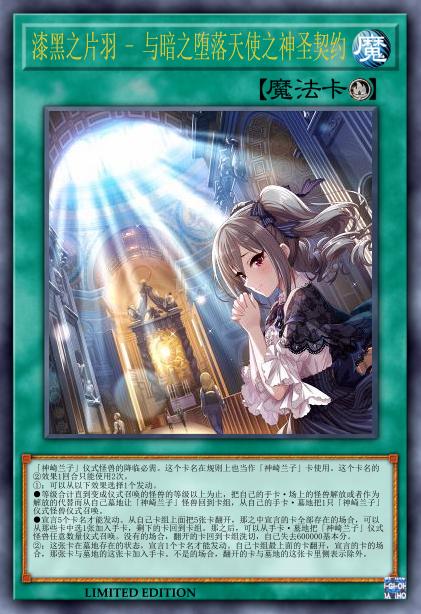 漆黑之片羽 - 与暗之堕落天使之神圣契约
魔
【魔法卡】
「神崎兰子」仪式怪兽的降临必需。这个卡名在规则上也当作「神崎兰子」卡使用。这个卡名的
②效果1回合只能使用2次。
①:可以从以下效果选择1个发动。
●等级合计直到变成仪式召唤的怪兽的等级以上为止,把自己的手卡·场上的怪兽解放或者作为
解放的代替而从自己墓地让「神崎兰子」仪式怪兽回到卡组,从自己的手卡·墓地把1只「神崎兰
子」仪式怪兽仪式召唤。
●宣言5个卡名才能发动。从自己卡组上面把5张卡翻开,那之中宣言的卡全部存在的场合,可以
从那些卡中选1张加入手卡,剩下的卡回到卡组。那之后,可以从手卡·墓地把「神崎兰子」仪式
怪兽任意数量仪式召唤。没有的场合,翻开的卡回到卡组洗切,自己失去600000基本分。
②:这张卡在墓地存在的状态,宣言1个卡名才能发动。自己卡组最上面的卡翻开,宣言的卡的场
合,那张卡与墓地的这张卡加入手卡。不是的场合,翻开的卡与墓地的这张卡里侧表示除外。
LIMITED EDITION